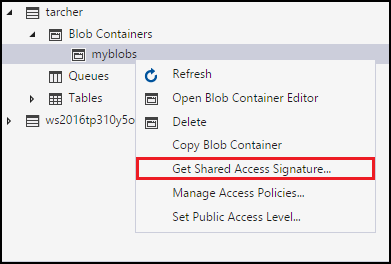 tarcher
Blob Containers
myblobs
Queues
Tables
ws2016tp310y5o
Refresh
Open Blob Container Editor
Delete
Copy Blob Container
Get Shared Access Signature...
Manage Access Policies...
Set Public Access Level...